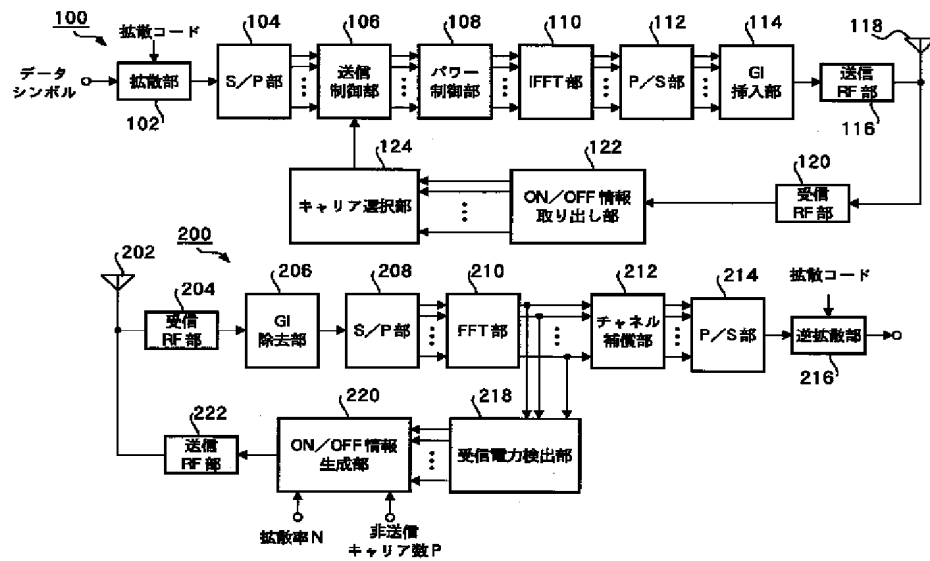 100
拡散コード
データ
シンボル
拡散部
102
104
S/P部
106
送信
制御部
108
パワー
制御部
110
IFFT部
112
P/S部
114
GI
挿入部
送信
RF部
116
118
124
キャリア選択部
122
ON/OFF情報
取り出し部
120
受信
RF部
200
202
204
受信
RF部
206
GI
除去部
208
S/P部
210
FFT部
212
チャネル
補償部
214
P/S部
拡散コード
逆拡散部
216
222
送信
RF部
220
ON/OFF情報
生成部
218
受信電力検出部
拡散率N
非送信
キャリア数P